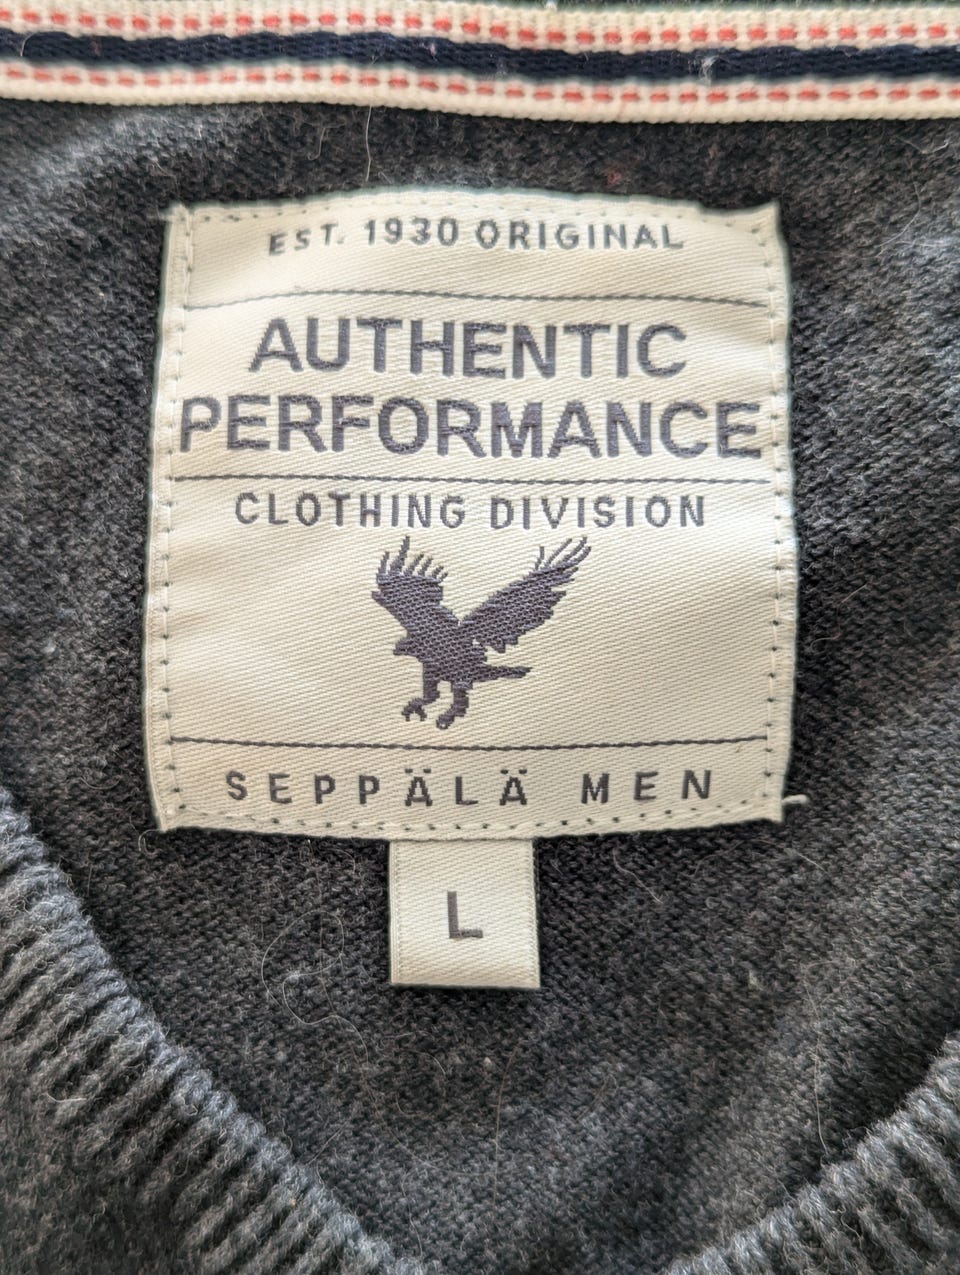 EST. 1930 ORIGINAL
AUTHENTIC
PERFORMANCE
CLOTHING DIVISION
SEPPÄLÄ MEN
L